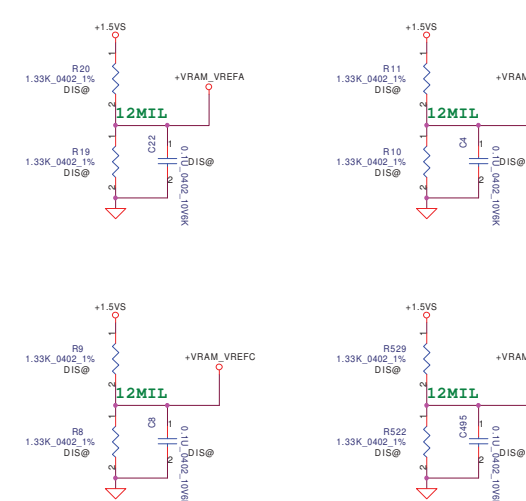 +1.5VS
R20
1.33K_0402_1%
DIS@
1
2
+VRAM_VREFA
12MIL
R19
1.33K_0402_1%
DIS@
1
2
C22
1
2
0.1U_0402_10V6K
DIS@
+1.5VS
R11
1.33K_0402_1%
DIS@
1
2
+VRAM
12MIL
R10
1.33K_0402_1%
DIS@
1
2
C4
1
2
0.1U_0402_10V6K
DIS@
+1.5VS
R9
1.33K_0402_1%
DIS@
1
2
+VRAM_VREFC
12MIL
R8
1.33K_0402_1%
DIS@
1
2
C8
1
2
0.1U_0402_10V6
DIS@
+1.5VS
R529
1.33K_0402_1%
DIS@
1
2
+VRAM
12MIL
R522
1.33K_0402_1%
DIS@
1
2
C495
1
2
0.1U_0402_10V6
DIS@